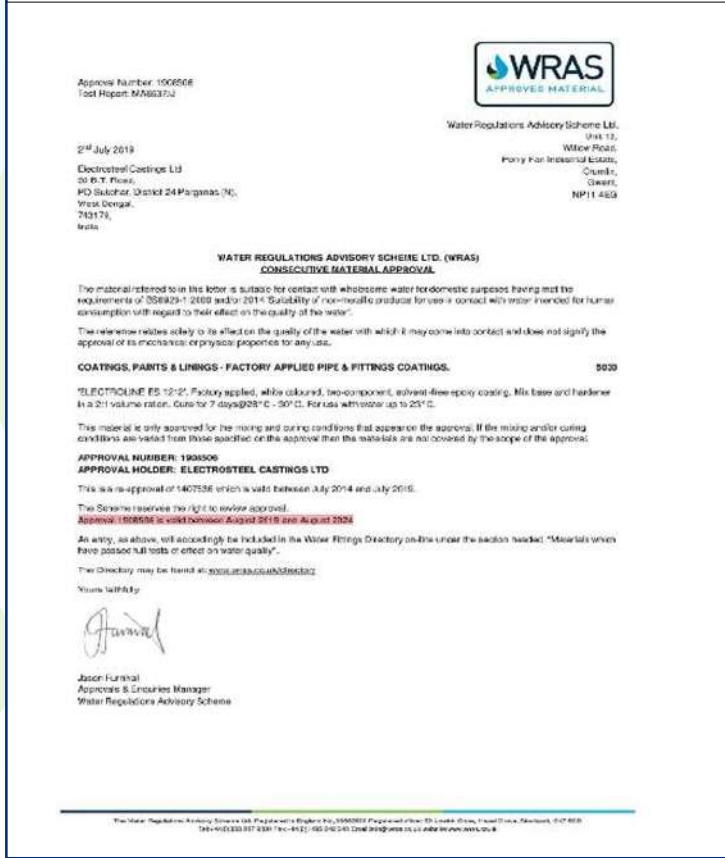 Approval Number: 1908506
Test Report: MA6637/J
WRAS
APPROVED MATERIAL
Water Regulations Advisory Scheme Ltd.
Unit 13,
Willow Road,
Pen y Fan Industrial Estate,
Crumlin,
Gwent,
NP11 4EG
2nd July 2019
Electrosteel Castings Ltd
30 B.T. Road,
PO Sukchar, District 24 Parganas (N),
West Bengal,
743179,
India
WATER REGULATIONS ADVISORY SCHEME LTD. (WRAS)
CONSECUTIVE MATERIAL APPROVAL
The material referred to in this letter is suitable for contact with wholesome water for domestic purposes having met the
requirements of BS6920-1:2000 and/or 2014 'Suitability of non-metallic products for use in contact with water intended for human
consumption with regard to their effect on the quality of the water'.
The reference relates solely to its effect on the quality of the water with which it may come into contact and does not signify the
approval of its mechanical or physical properties for any use.
COATINGS, PAINTS & LININGS - FACTORY APPLIED PIPE & FITTINGS COATINGS. 5030
'ELECTROLINE ES 1212'. Factory applied, white coloured, two-component, solvent-free epoxy coating. Mix base and hardener
in a 2:1 volume ration. Cure for 7 days@28°C - 30°C. For use with water up to 23°C.
This material is only approved for the mixing and curing conditions that appear on the approval. If the mixing and/or curing
conditions are varied from those specified on the approval then the materials are not covered by the scope of the approval.
APPROVAL NUMBER: 1908506
APPROVAL HOLDER: ELECTROSTEEL CASTINGS LTD
This is a re-approval of 1407536 which is valid between July 2014 and July 2019.
The Scheme reserves the right to review approval.
Approval 1908506 is valid between August 2019 and August 2024
An entry, as above, will accordingly be included in the Water Fittings Directory on-line under the section headed, "Materials which
have passed full tests of effect on water quality".
The Directory may be found at: www.wras.co.uk/directory
Yours faithfully
Jason Furnival
Approvals & Enquiries Manager
Water Regulations Advisory Scheme